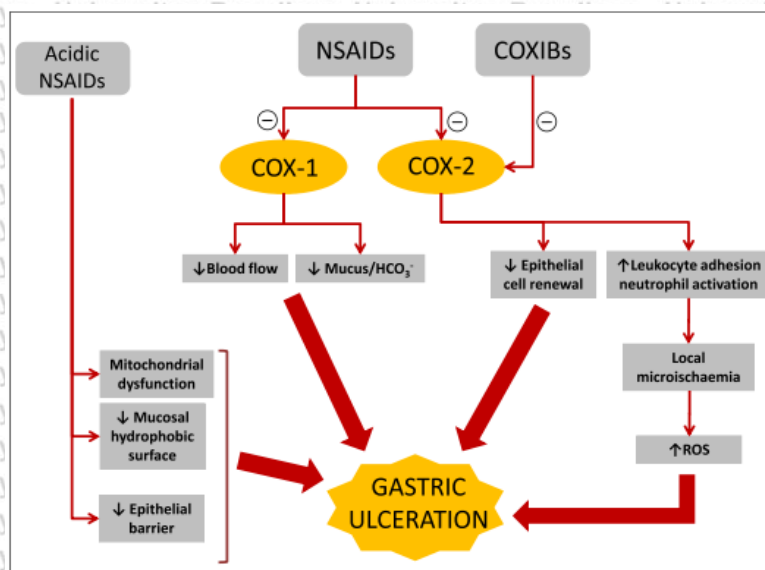 Acidic
NSAIDs
NSAIDs
COXIBs
−
−
−
COX-1
COX-2
↓Blood flow
↓ Mucus/HCO₃⁻
↓ Epithelial
cell renewal
↑Leukocyte adhesion
neutrophil activation
Mitochondrial
dysfunction
↓ Mucosal
hydrophobic
surface
↓ Epithelial
barrier
Local
microischaemia
↑ROS
GASTRIC
ULCERATION